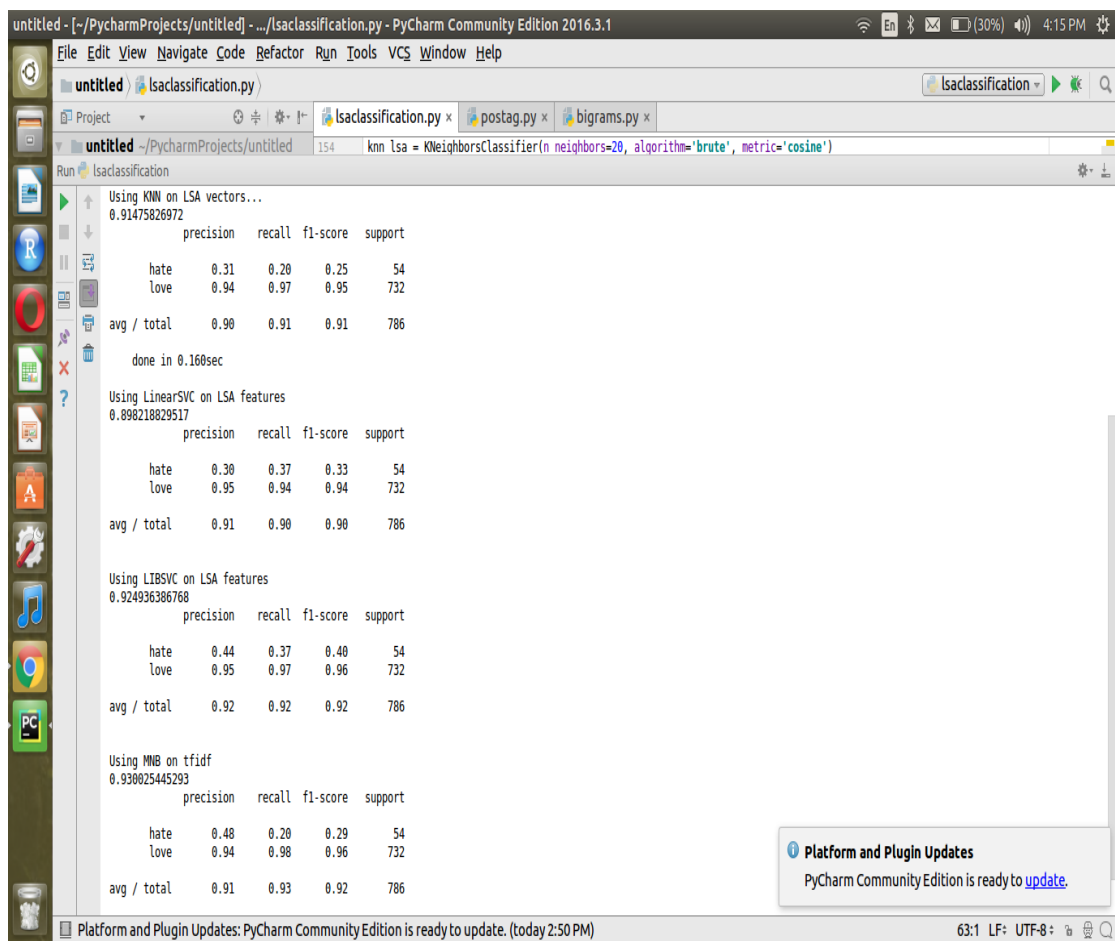 untitled - [~/PycharmProjects/untitled] - .../lsaclassification.py - PyCharm Community Edition 2016.3.1 En (30%) 4:15 PM
File Edit View Navigate Code Refactor Run Tools VCS Window Help
untitled lsaclassification.py lsaclassification
Project lsaclassification.py × postag.py × bigrams.py ×
untitled ~/PycharmProjects/untitled 154 knn lsa = KNeighborsClassifier(n neighbors=20, algorithm='brute', metric='cosine')
Run lsaclassification
Using KNN on LSA vectors...
0.91475826972
precision recall f1-score support
hate 0.31 0.20 0.25 54
love 0.94 0.97 0.95 732
avg / total 0.90 0.91 0.91 786
done in 0.160sec
Using LinearSVC on LSA features
0.898218829517
precision recall f1-score support
hate 0.30 0.37 0.33 54
love 0.95 0.94 0.94 732
avg / total 0.91 0.90 0.90 786
Using LIBSVC on LSA features
0.924936386768
precision recall f1-score support
hate 0.44 0.37 0.40 54
love 0.95 0.97 0.96 732
avg / total 0.92 0.92 0.92 786
Using MNB on tfidf
0.930025445293
precision recall f1-score support
hate 0.48 0.20 0.29 54
love 0.94 0.98 0.96 732
avg / total 0.91 0.93 0.92 786
Platform and Plugin Updates
PyCharm Community Edition is ready to update.
Platform and Plugin Updates: PyCharm Community Edition is ready to update. (today 2:50 PM) 63:1 LF÷ UTF-8÷
R
A
PC